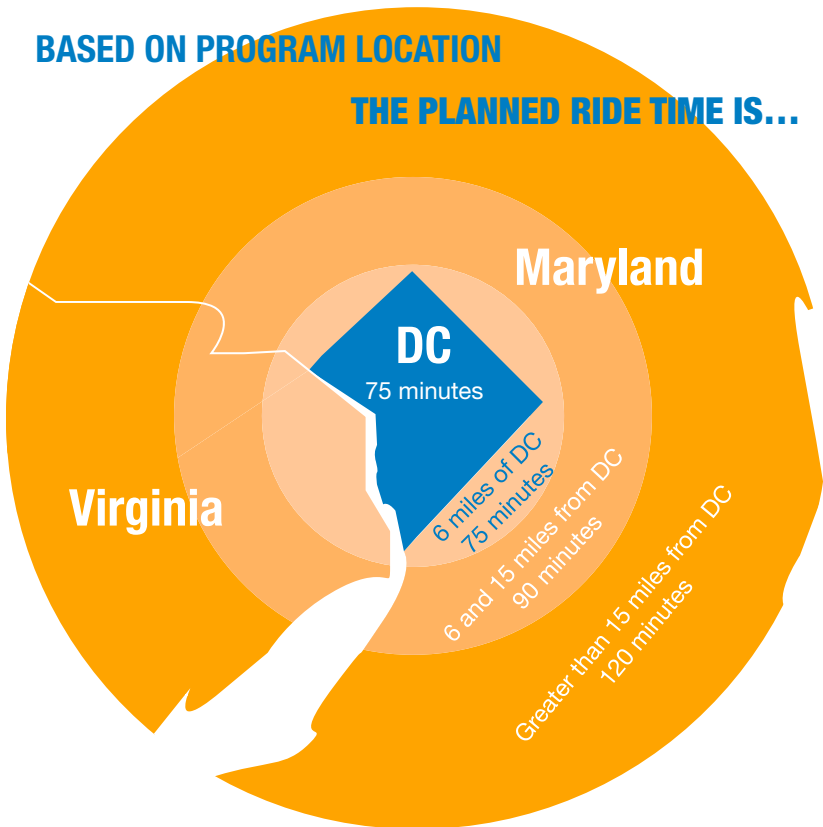 BASED ON PROGRAM LOCATION
THE PLANNED RIDE TIME IS...
Maryland
DC
75 minutes
Virginia
6 miles of DC
75 minutes
6 and 15 miles from DC
90 minutes
Greater than 15 miles from DC
120 minutes